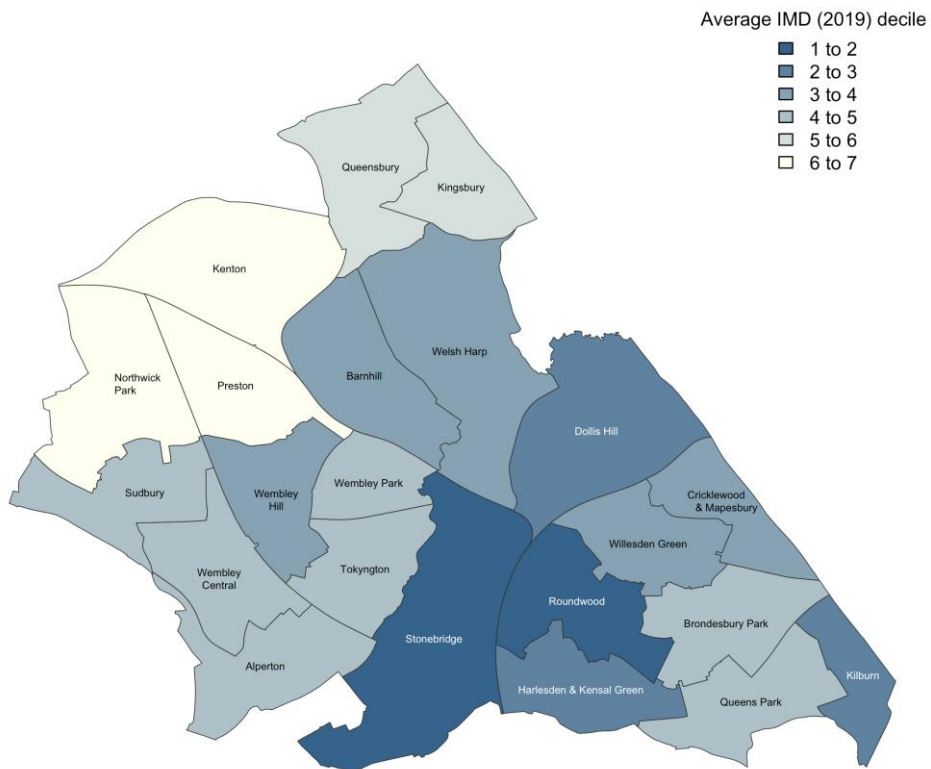 Average IMD (2019) decile
1 to 2
2 to 3
3 to 4
4 to 5
5 to 6
6 to 7
Queensbury
Kingsbury
Kenton
Welsh Harp
Barnhill
Northwick
Park
Preston
Dollis Hill
Sudbury
Wembley
Hill
Wembley Park
Cricklewood
& Mapesbury
Willesden Green
Wembley
Central
Tokyngton
Roundwood
Brondesbury Park
Stonebridge
Alperton
Kilburn
Harlesden & Kensal Green
Queens Park